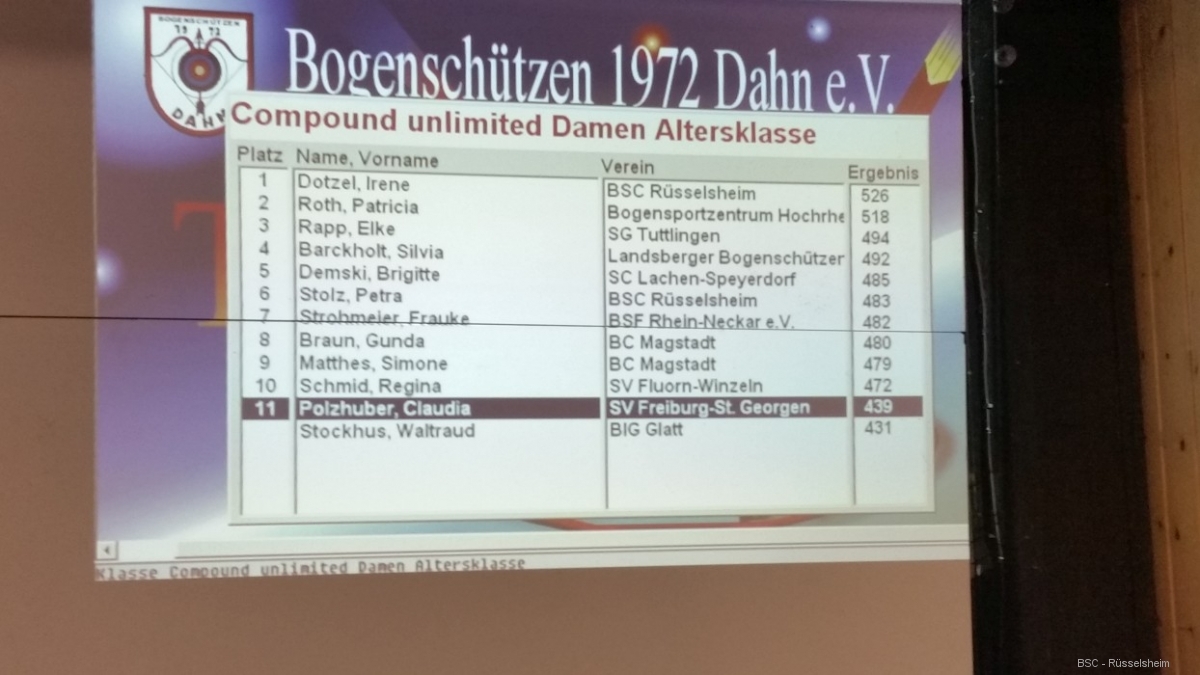 BOGENSCHÜTZEN
19 72
DAHN
Bogenschützen 1972 Dahn e.V.
Compound unlimited Damen Altersklasse
Platz Name, Vorname Verein Ergebnis
1 Dotzel, Irene BSC Rüsselsheim 526
2 Roth, Patricia Bogensportzentrum Hochrhe 518
3 Rapp, Elke SG Tuttlingen 494
4 Barckholt, Silvia Landsberger Bogenschützer 492
5 Demski, Brigitte SC Lachen-Speyerdorf 485
6 Stolz, Petra BSC Rüsselsheim 483
7 Strohmeier, Frauke BSF Rhein-Neckar e.V. 482
8 Braun, Gunda BC Magstadt 480
9 Matthes, Simone BC Magstadt 479
10 Schmid, Regina SV Fluorn-Winzeln 472
11 Polzhuber, Claudia SV Freiburg-St. Georgen 439
Stockhus, Waltraud BIG Glatt 431
Klasse Compound unlimited Damen Altersklasse
BSC - Rüsselsheim